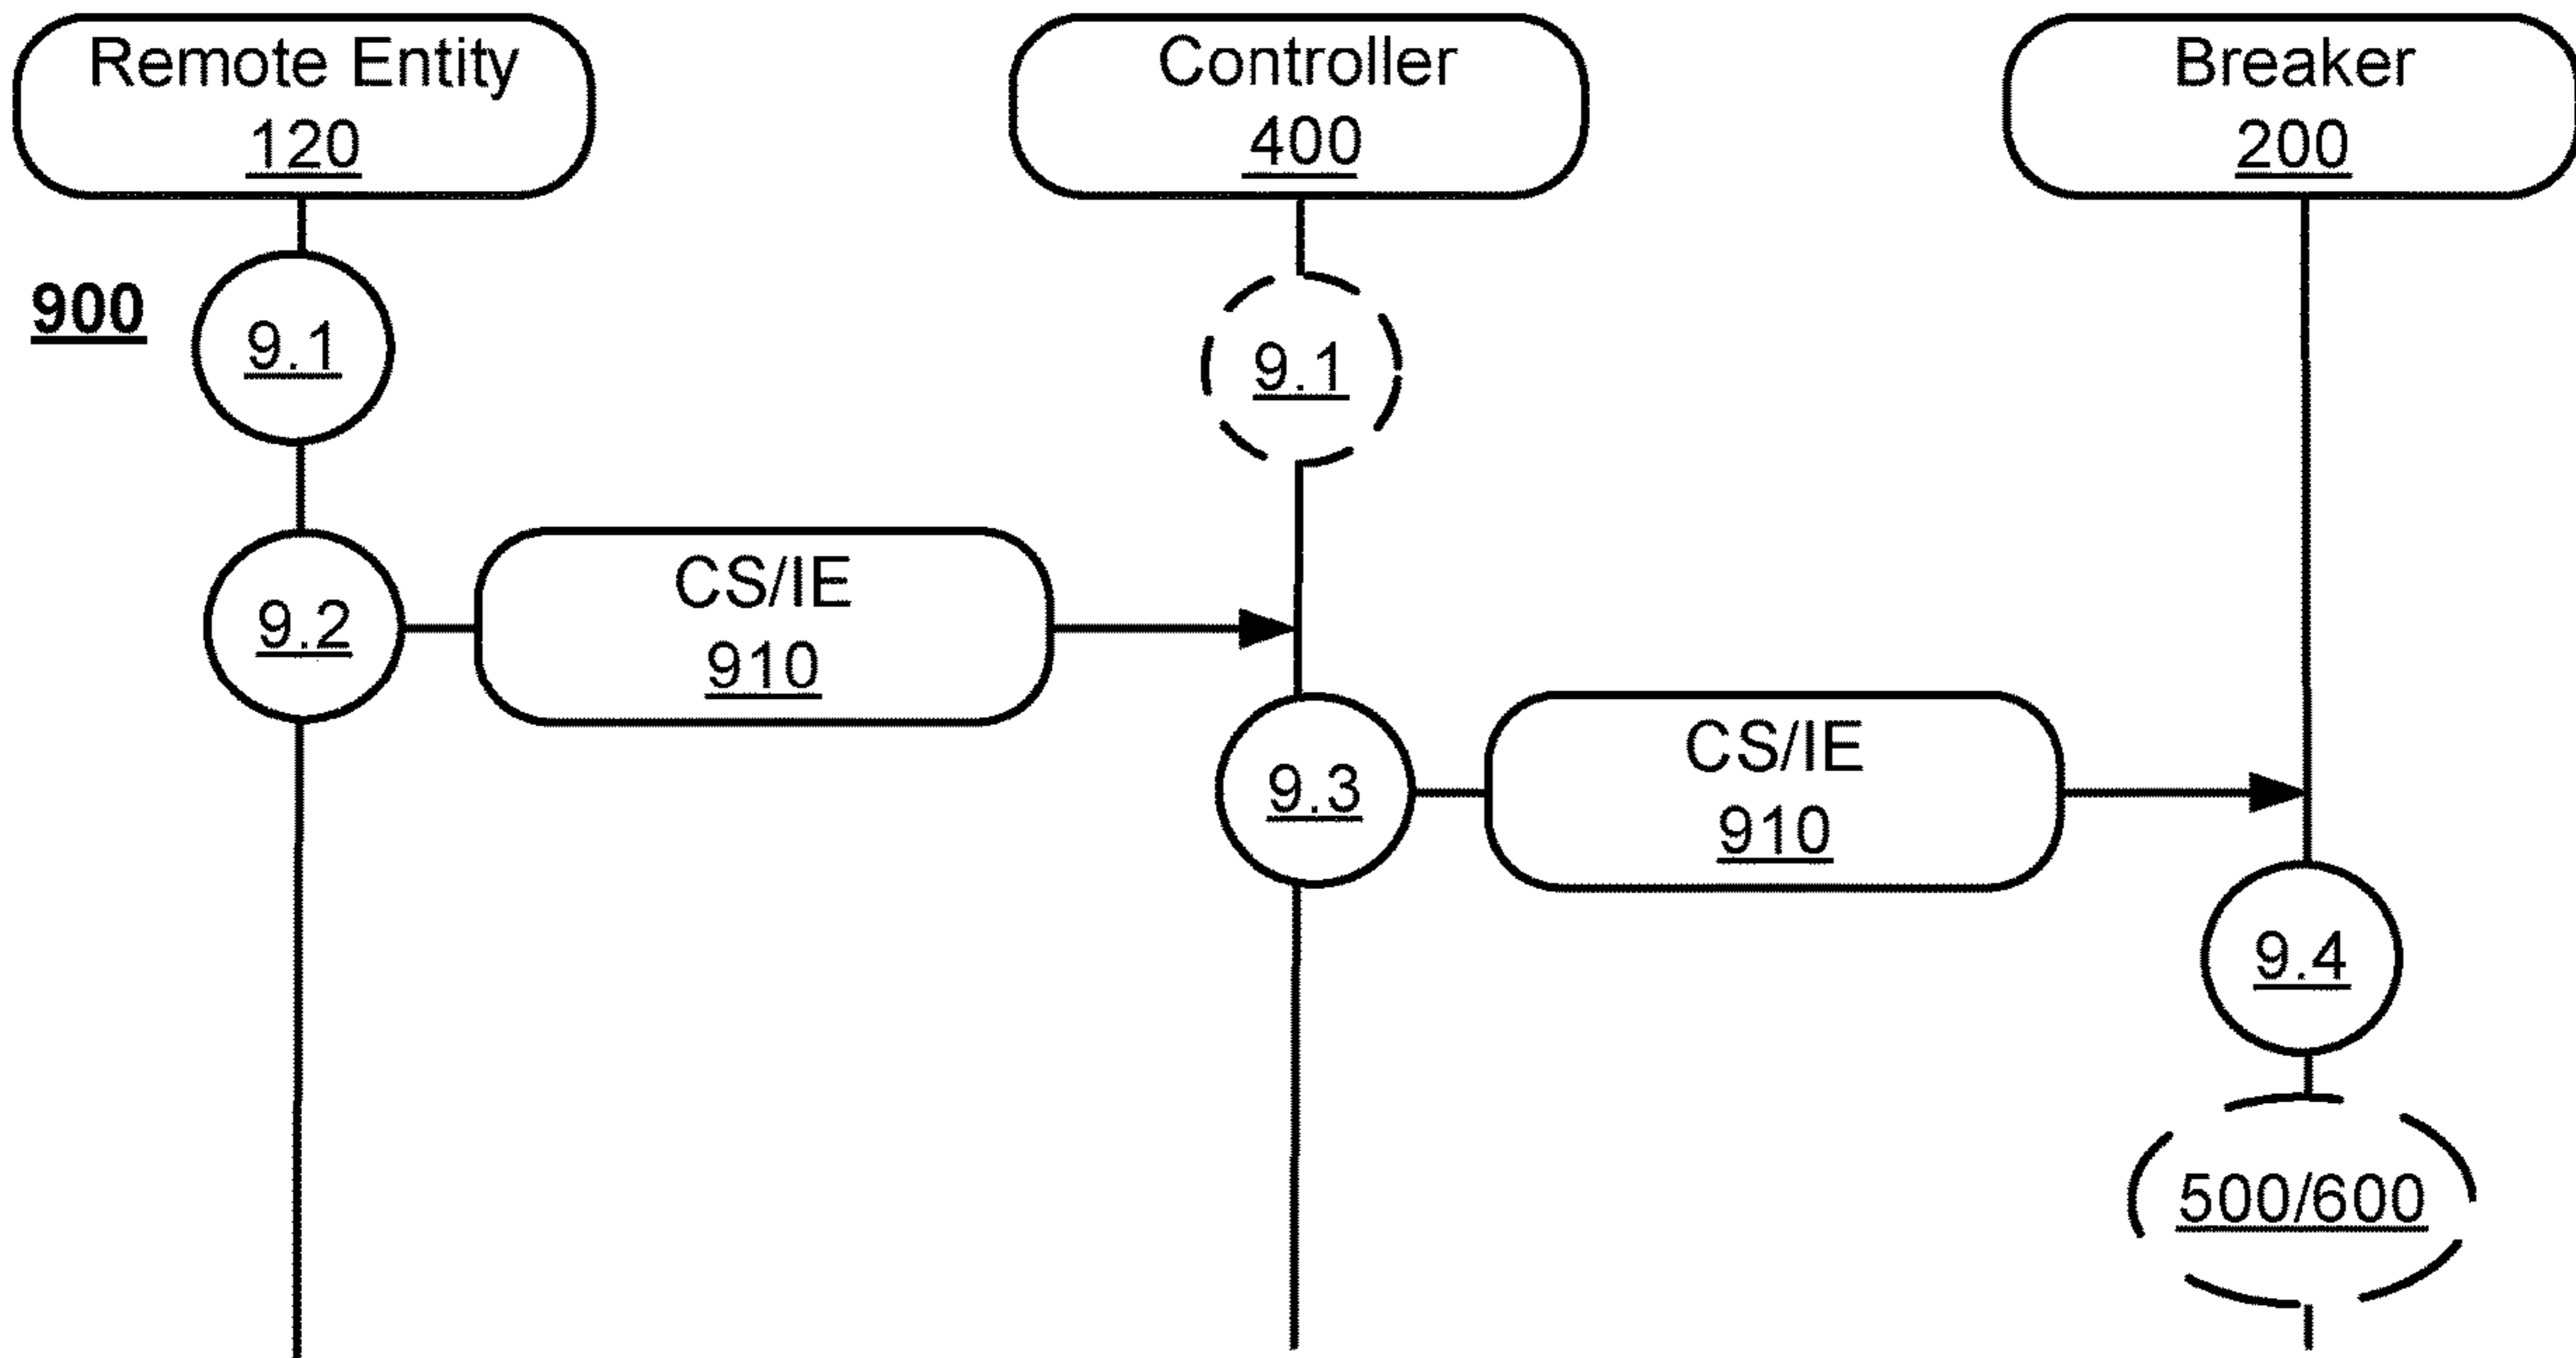 Remote Entity
120
Controller
400
Breaker
200
900
9.1
9.1
9.2
CS/IE
910
9.3
CS/IE
910
9.4
500/600